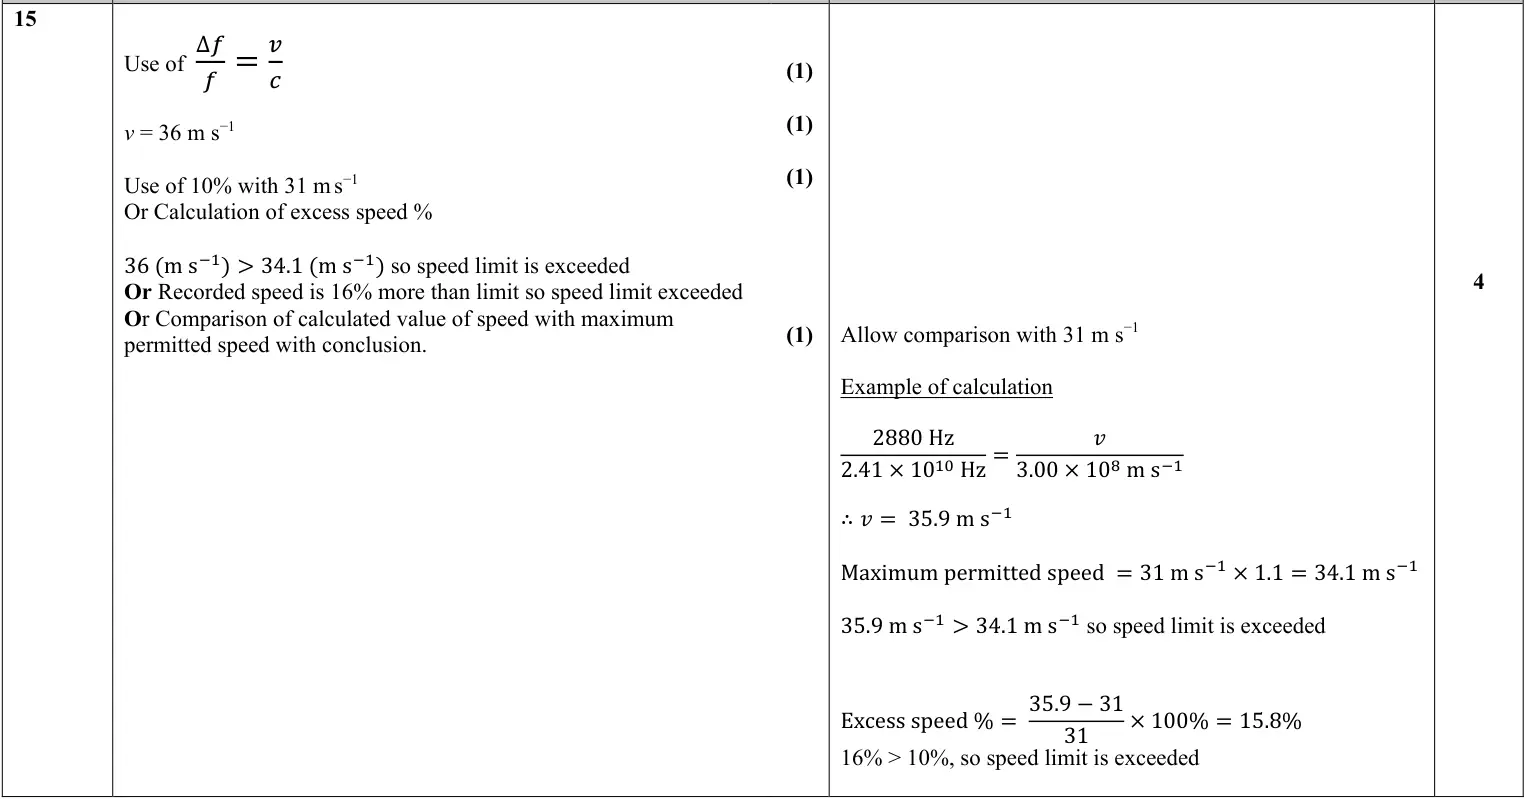 15
Use of Δf/f = v/c (1)
v = 36 m s⁻¹ (1)
Use of 10% with 31 m s⁻¹ (1)
Or Calculation of excess speed %
36 (m s⁻¹) > 34.1 (m s⁻¹) so speed limit is exceeded
Or Recorded speed is 16% more than limit so speed limit exceeded
Or Comparison of calculated value of speed with maximum
permitted speed with conclusion. (1)
Allow comparison with 31 m s⁻¹
Example of calculation
2880 Hz / 2.41 × 10¹⁰ Hz = v / 3.00 × 10⁸ m s⁻¹
∴ v = 35.9 m s⁻¹
Maximum permitted speed = 31 m s⁻¹ × 1.1 = 34.1 m s⁻¹
35.9 m s⁻¹ > 34.1 m s⁻¹ so speed limit is exceeded
Excess speed % = 35.9 − 31 / 31 × 100% = 15.8%
16% > 10%, so speed limit is exceeded
4